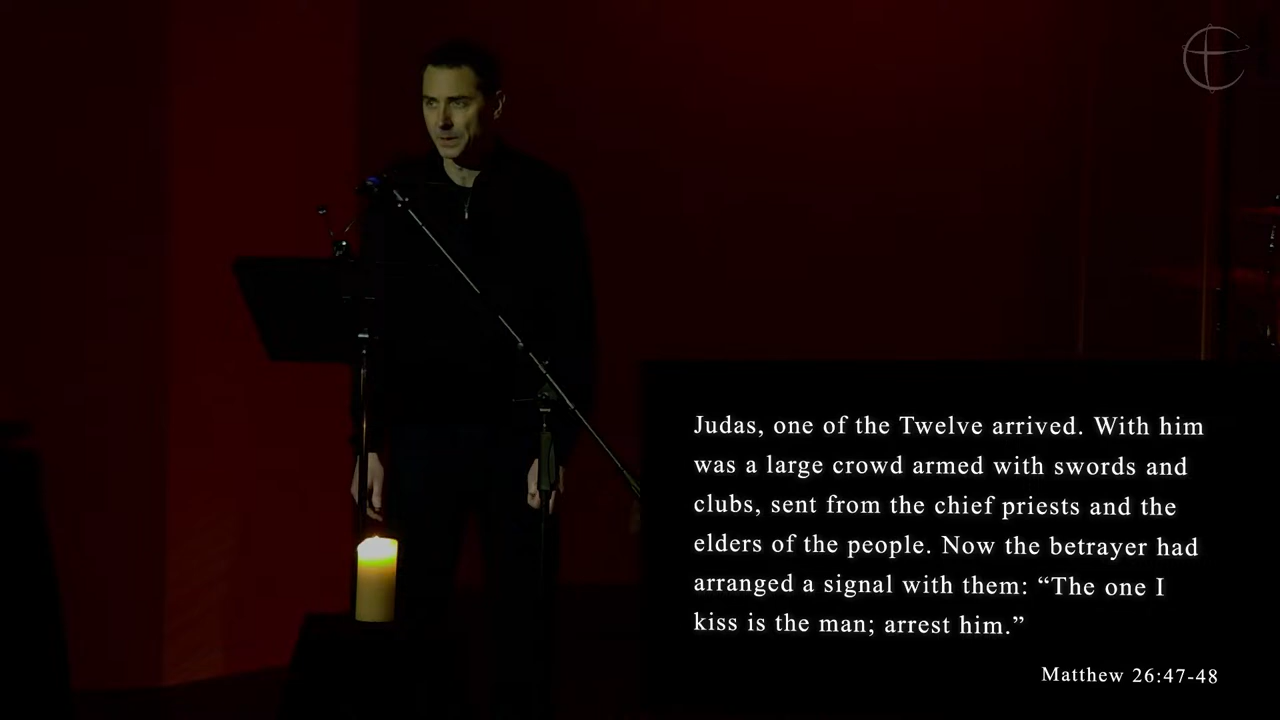 Judas, one of the Twelve arrived. With him
was a large crowd armed with swords and
clubs, sent from the chief priests and the
elders of the people. Now the betrayer had
arranged a signal with them: “The one I
kiss is the man; arrest him.”
Matthew 26:47-48